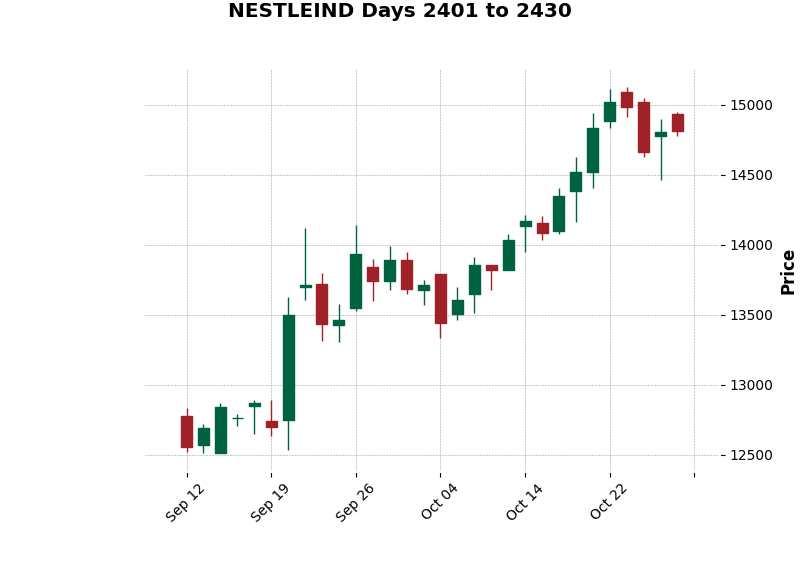 NESTLEIND Days 2401 to 2430
15000
14500
14000
13500
13000
12500
Price
Sep 12
Sep 19
Sep 26
Oct 04
Oct 14
Oct 22